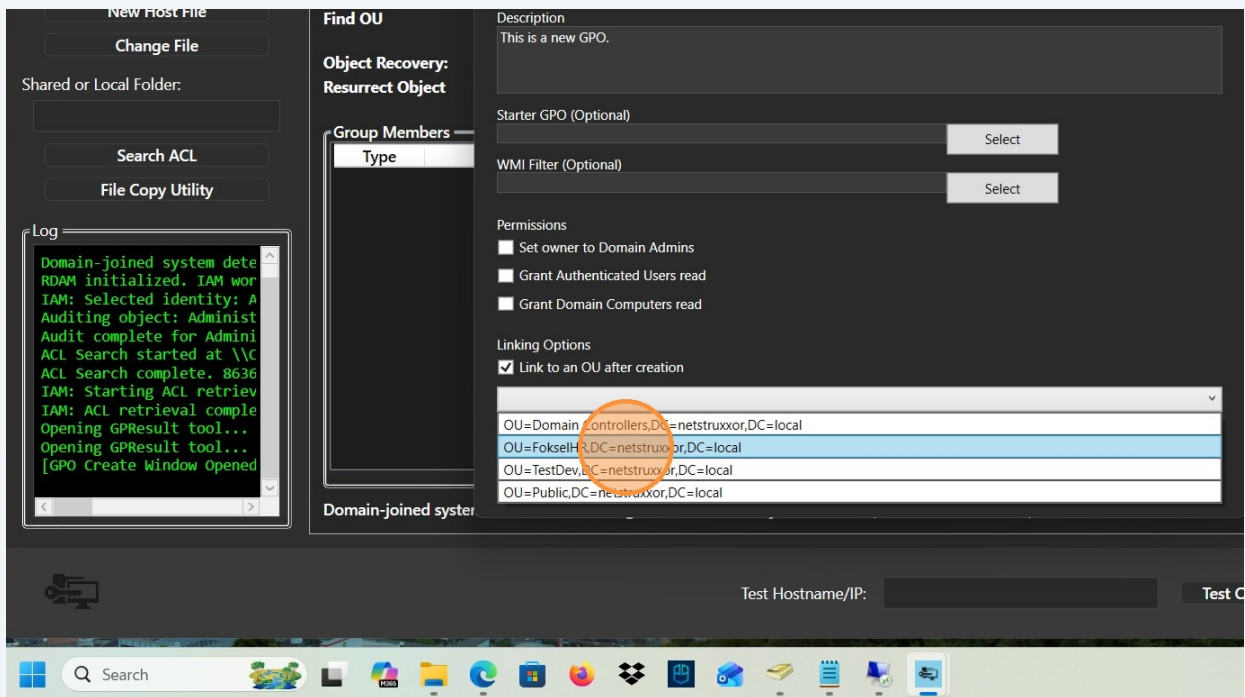 New Host File
Change File
Shared or Local Folder:
Search ACL
File Copy Utility
Log
Domain-joined system dete
RDAM initialized. IAM wor
IAM: Selected identity: A
Auditing object: Administ
Audit complete for Admini
ACL Search started at \\C
ACL Search complete. 8636
IAM: Starting ACL retriev
IAM: ACL retrieval comple
Opening GPResult tool...
Opening GPResult tool...
[GPO Create Window Opened
Find OU
Object Recovery:
Resurrect Object
Group Members
Type
Domain-joined syster
Description
This is a new GPO.
Starter GPO (Optional)
Select
WMI Filter (Optional)
Select
Permissions
Set owner to Domain Admins
Grant Authenticated Users read
Grant Domain Computers read
Linking Options
Link to an OU after creation
OU=Domain Controllers,DC=netstruxxor,DC=local
OU=FokselHR,DC=netstruxxor,DC=local
OU=TestDev,DC=netstruxxor,DC=local
OU=Public,DC=netstruxxor,DC=local
Test Hostname/IP:
Test C
Search
M365